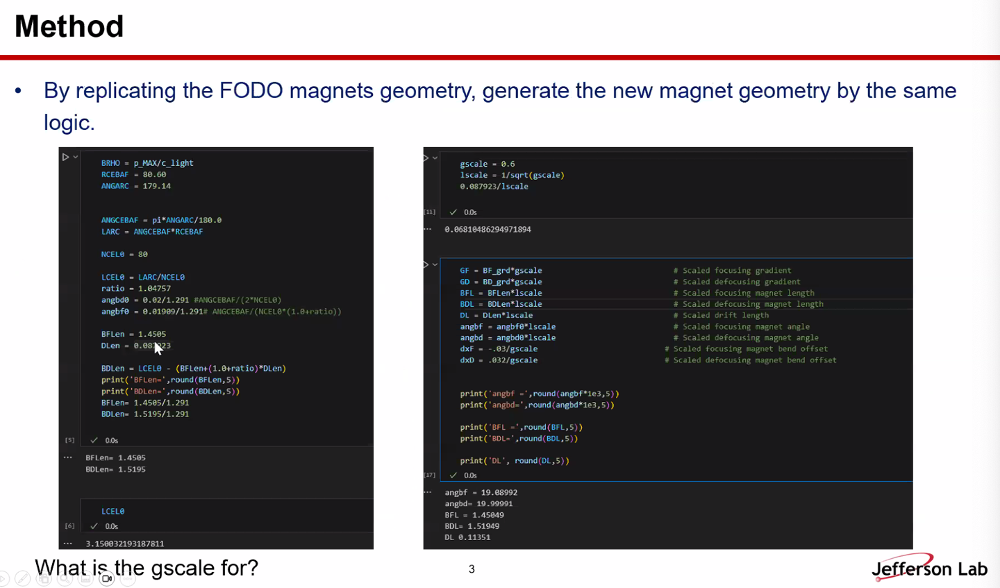 Method
• By replicating the FODO magnets geometry, generate the new magnet geometry by the same
logic.
BRHO = p_MAX/c_light
RCEBAF = 80.60
ANGARC = 179.14
ANGCEBAF = pi*ANGARC/180.0
LARC = ANGCEBAF*RCEBAF
NCEL0 = 80
LCEL0 = LARC/NCEL0
ratio = 1.04757
angbd0 = 0.02/1.291 #ANGCEBAF/(2*NCEL0)
angbf0 = 0.01909/1.291# ANGCEBAF/(NCEL0*(1.0+ratio))
BFLen = 1.4505
DLen =
BDLen = LCEL0 - (BFLen+(1.0+ratio)*DLen)
print('BFLen=',round(BFLen,5))
print('BDLen=',round(BDLen,5))
BFLen= 1.4505/1.291
BDLen= 1.5195/1.291
[5] 0.0s
BFLen= 1.4505
BDLen= 1.5195
LCEL0
[6] 0.0s
3.150032193187811
gscale = 0.6
lscale = 1/sqrt(gscale)
0.087923/lscale
[11] 0.0s
0.06810486294971894
GF = BF_grd*gscale # Scaled focusing gradient
GD = BD_grd*gscale # Scaled defocusing gradient
BFL = BFLen*lscale # Scaled focusing magnet length
BDL = BDLen*lscale # Scaled defocusing magnet length
DL = DLen*lscale # Scaled drift length
angbf = angbf0*lscale # Scaled focusing magnet angle
angbd = angbd0*lscale # Scaled defocusing magnet angle
dxF = -.03/gscale # Scaled focusing magnet bend offset
dxD = .032/gscale # Scaled defocusing magnet bend offset
print('angbf =',round(angbf*1e3,5))
print('angbd=',round(angbd*1e3,5))
print('BFL =',round(BFL,5))
print('BDL=',round(BDL,5))
print('DL', round(DL,5))
[17] 0.0s
angbf = 19.08992
angbd= 19.99991
BFL = 1.45049
BDL= 1.51949
DL 0.11351
What is the gscale for?
3
Jefferson Lab